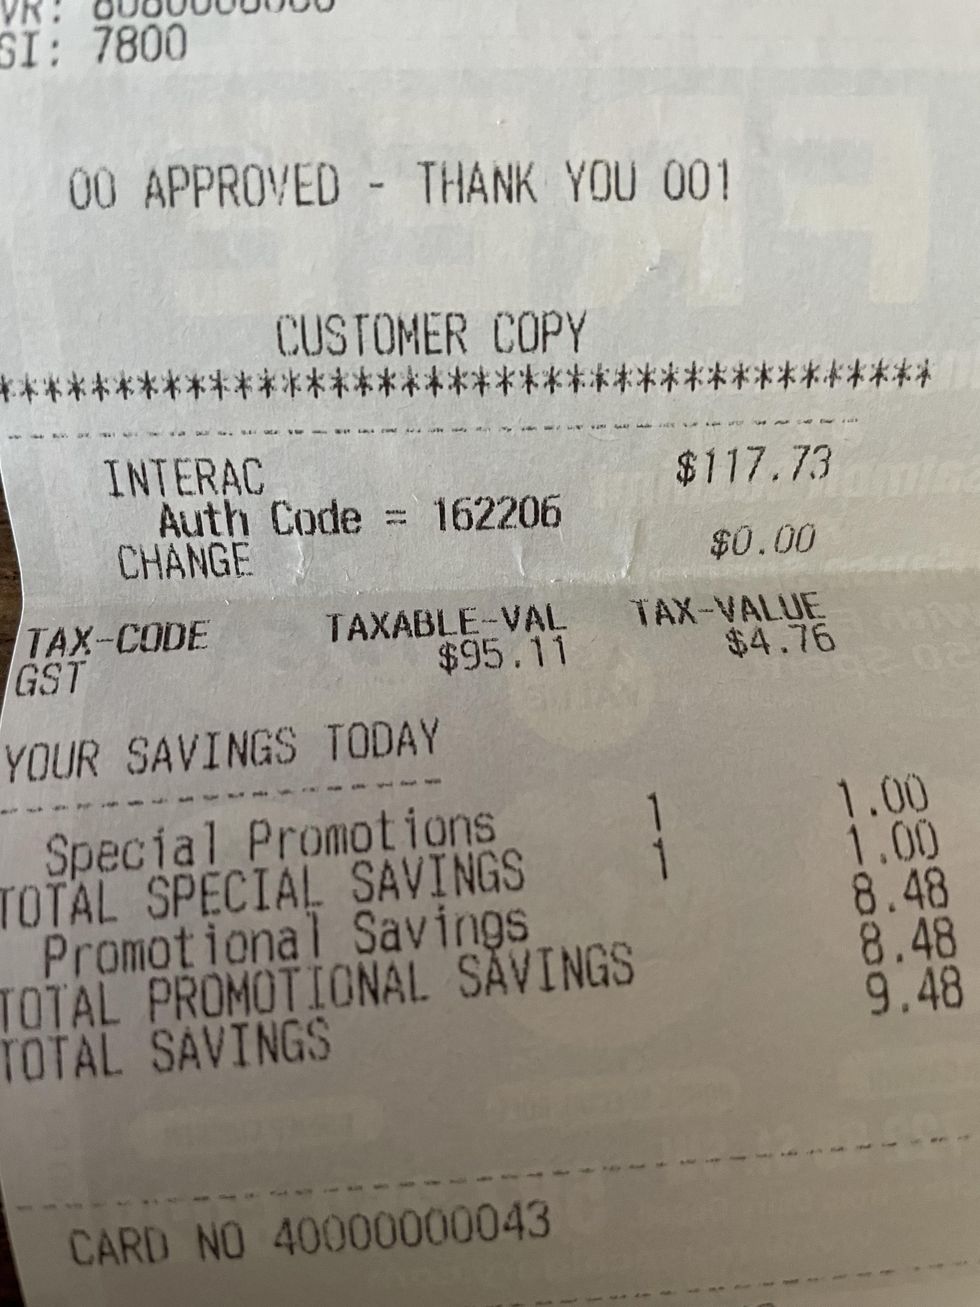 SI: 7800
00 APPROVED - THANK YOU 001
CUSTOMER COPY
****************************************
INTERAC $117.73
Auth Code = 162206
CHANGE $0.00
TAX-CODE TAXABLE-VAL TAX-VALUE
GST $95.11 $4.76
YOUR SAVINGS TODAY
Special Promotions 1 1.00
TOTAL SPECIAL SAVINGS 1 1.00
Promotional Savings 8.48
TOTAL PROMOTIONAL SAVINGS 8.48
TOTAL SAVINGS 9.48
CARD NO 40000000043